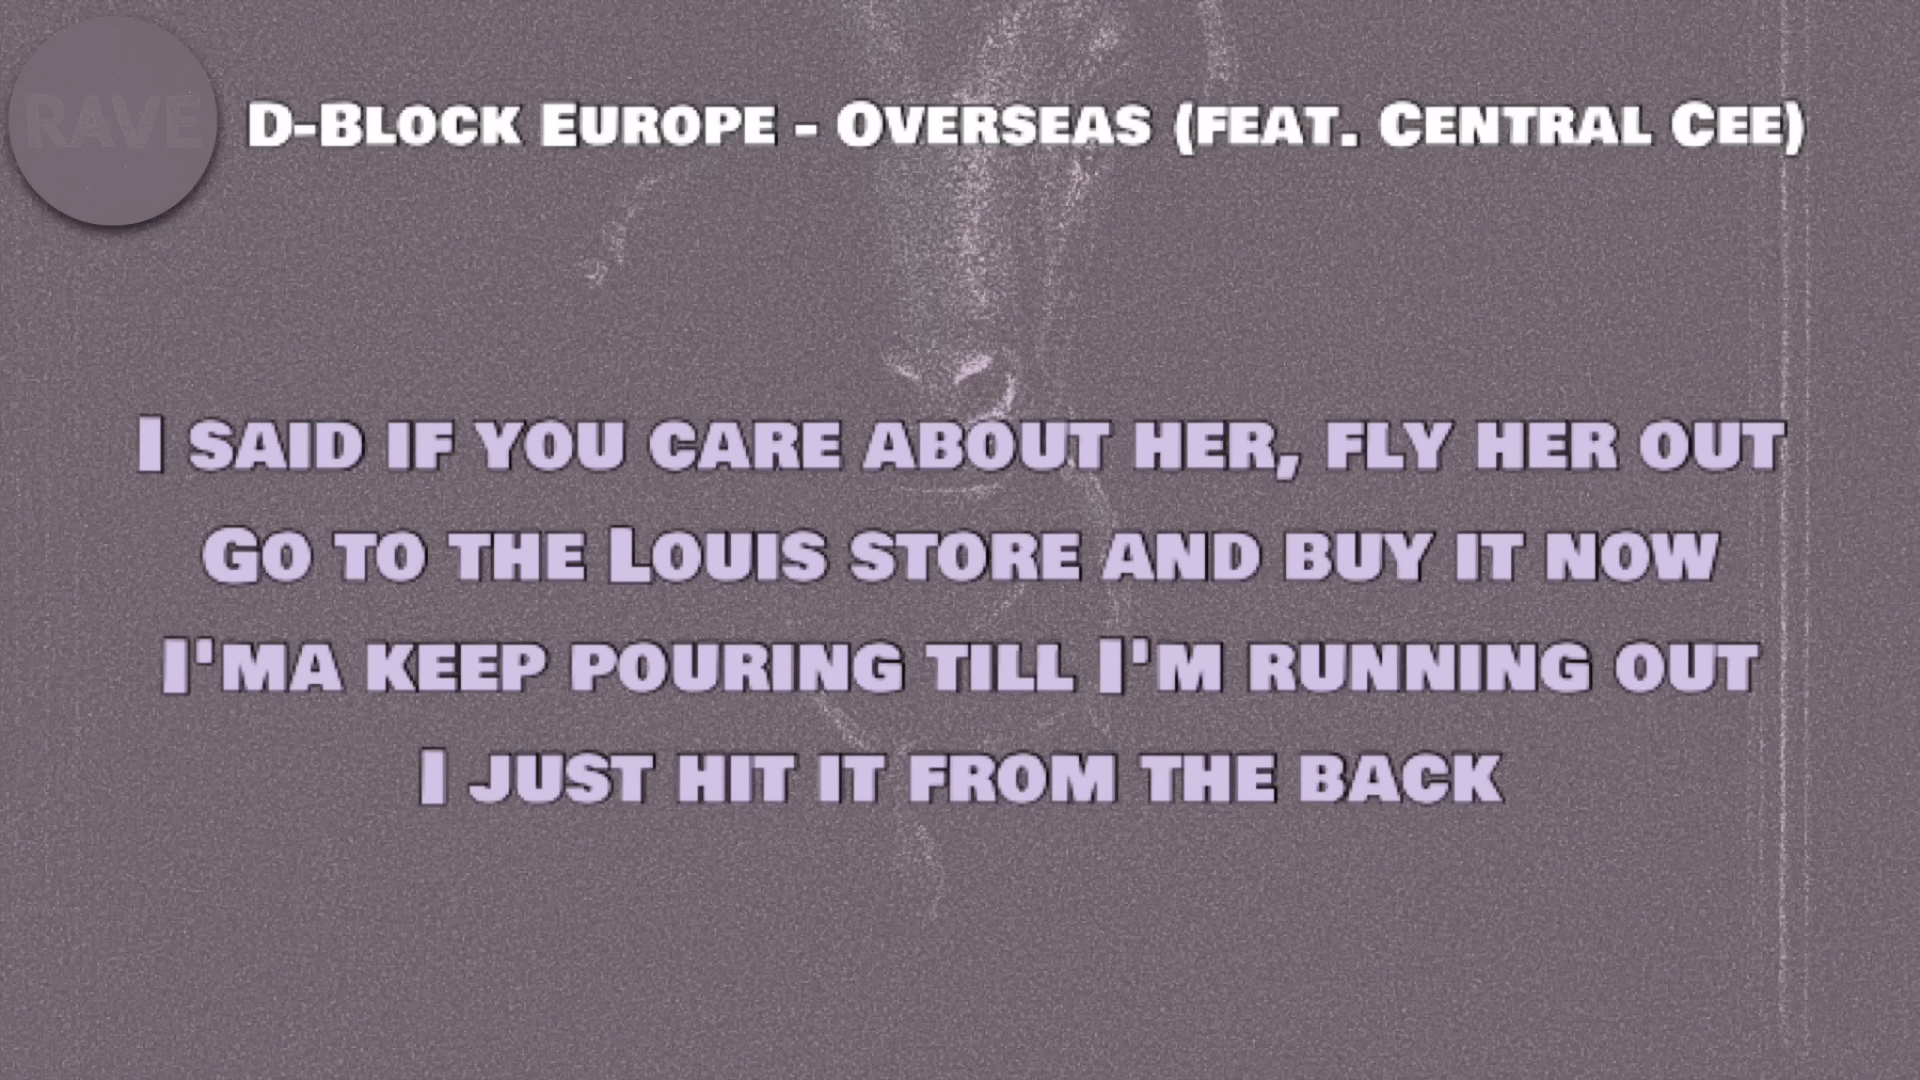 RAVE
D-Block Europe - Overseas (feat. Central Cee)
I said if you care about her, fly her out
Go to the Louis store and buy it now
I'ma keep pouring till I'm running out
I just hit it from the back